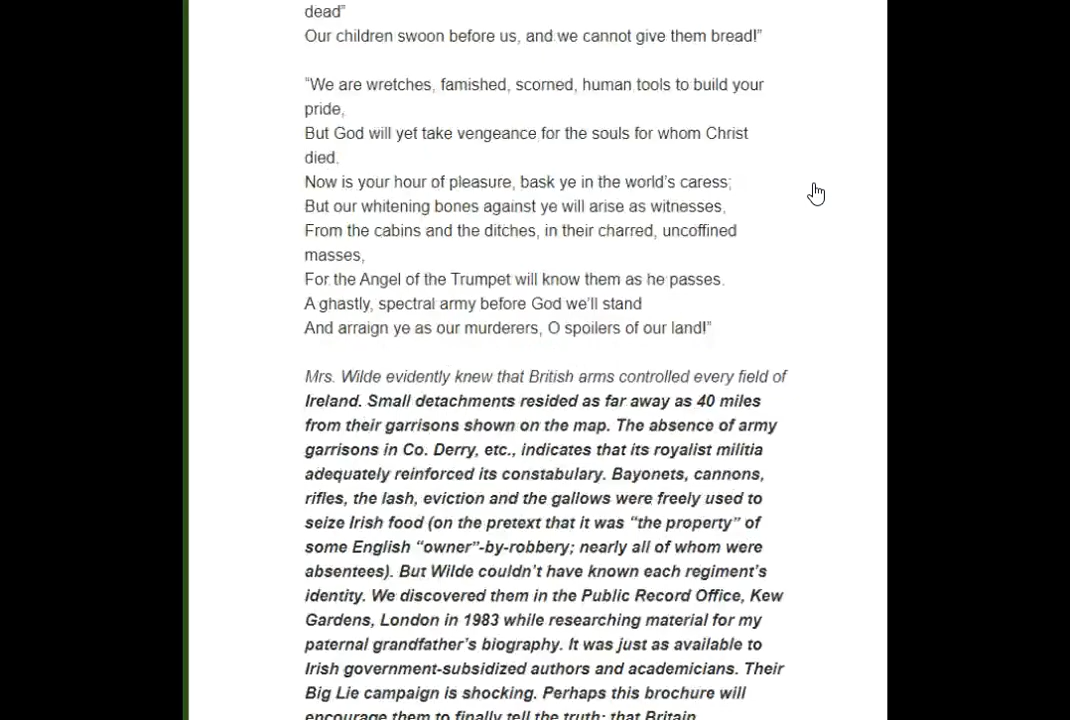 dead”
Our children swoon before us, and we cannot give them bread!”
“We are wretches, famished, scorned, human tools to build your
pride,
But God will yet take vengeance for the souls for whom Christ
died.
Now is your hour of pleasure, bask ye in the world’s caress;
But our whitening bones against ye will arise as witnesses,
From the cabins and the ditches, in their charred, uncoffined
masses,
For the Angel of the Trumpet will know them as he passes.
A ghastly, spectral army before God we’ll stand
And arraign ye as our murderers, O spoilers of our land!”
Mrs. Wilde evidently knew that British arms controlled every field of
Ireland. Small detachments resided as far away as 40 miles
from their garrisons shown on the map. The absence of army
garrisons in Co. Derry, etc., indicates that its royalist militia
adequately reinforced its constabulary. Bayonets, cannons,
rifles, the lash, eviction and the gallows were freely used to
seize Irish food (on the pretext that it was “the property” of
some English “owner”-by-robbery; nearly all of whom were
absentees). But Wilde couldn’t have known each regiment’s
identity. We discovered them in the Public Record Office, Kew
Gardens, London in 1983 while researching material for my
paternal grandfather’s biography. It was just as available to
Irish government-subsidized authors and academicians. Their
Big Lie campaign is shocking. Perhaps this brochure will
encourage them to finally tell the truth; that Britain